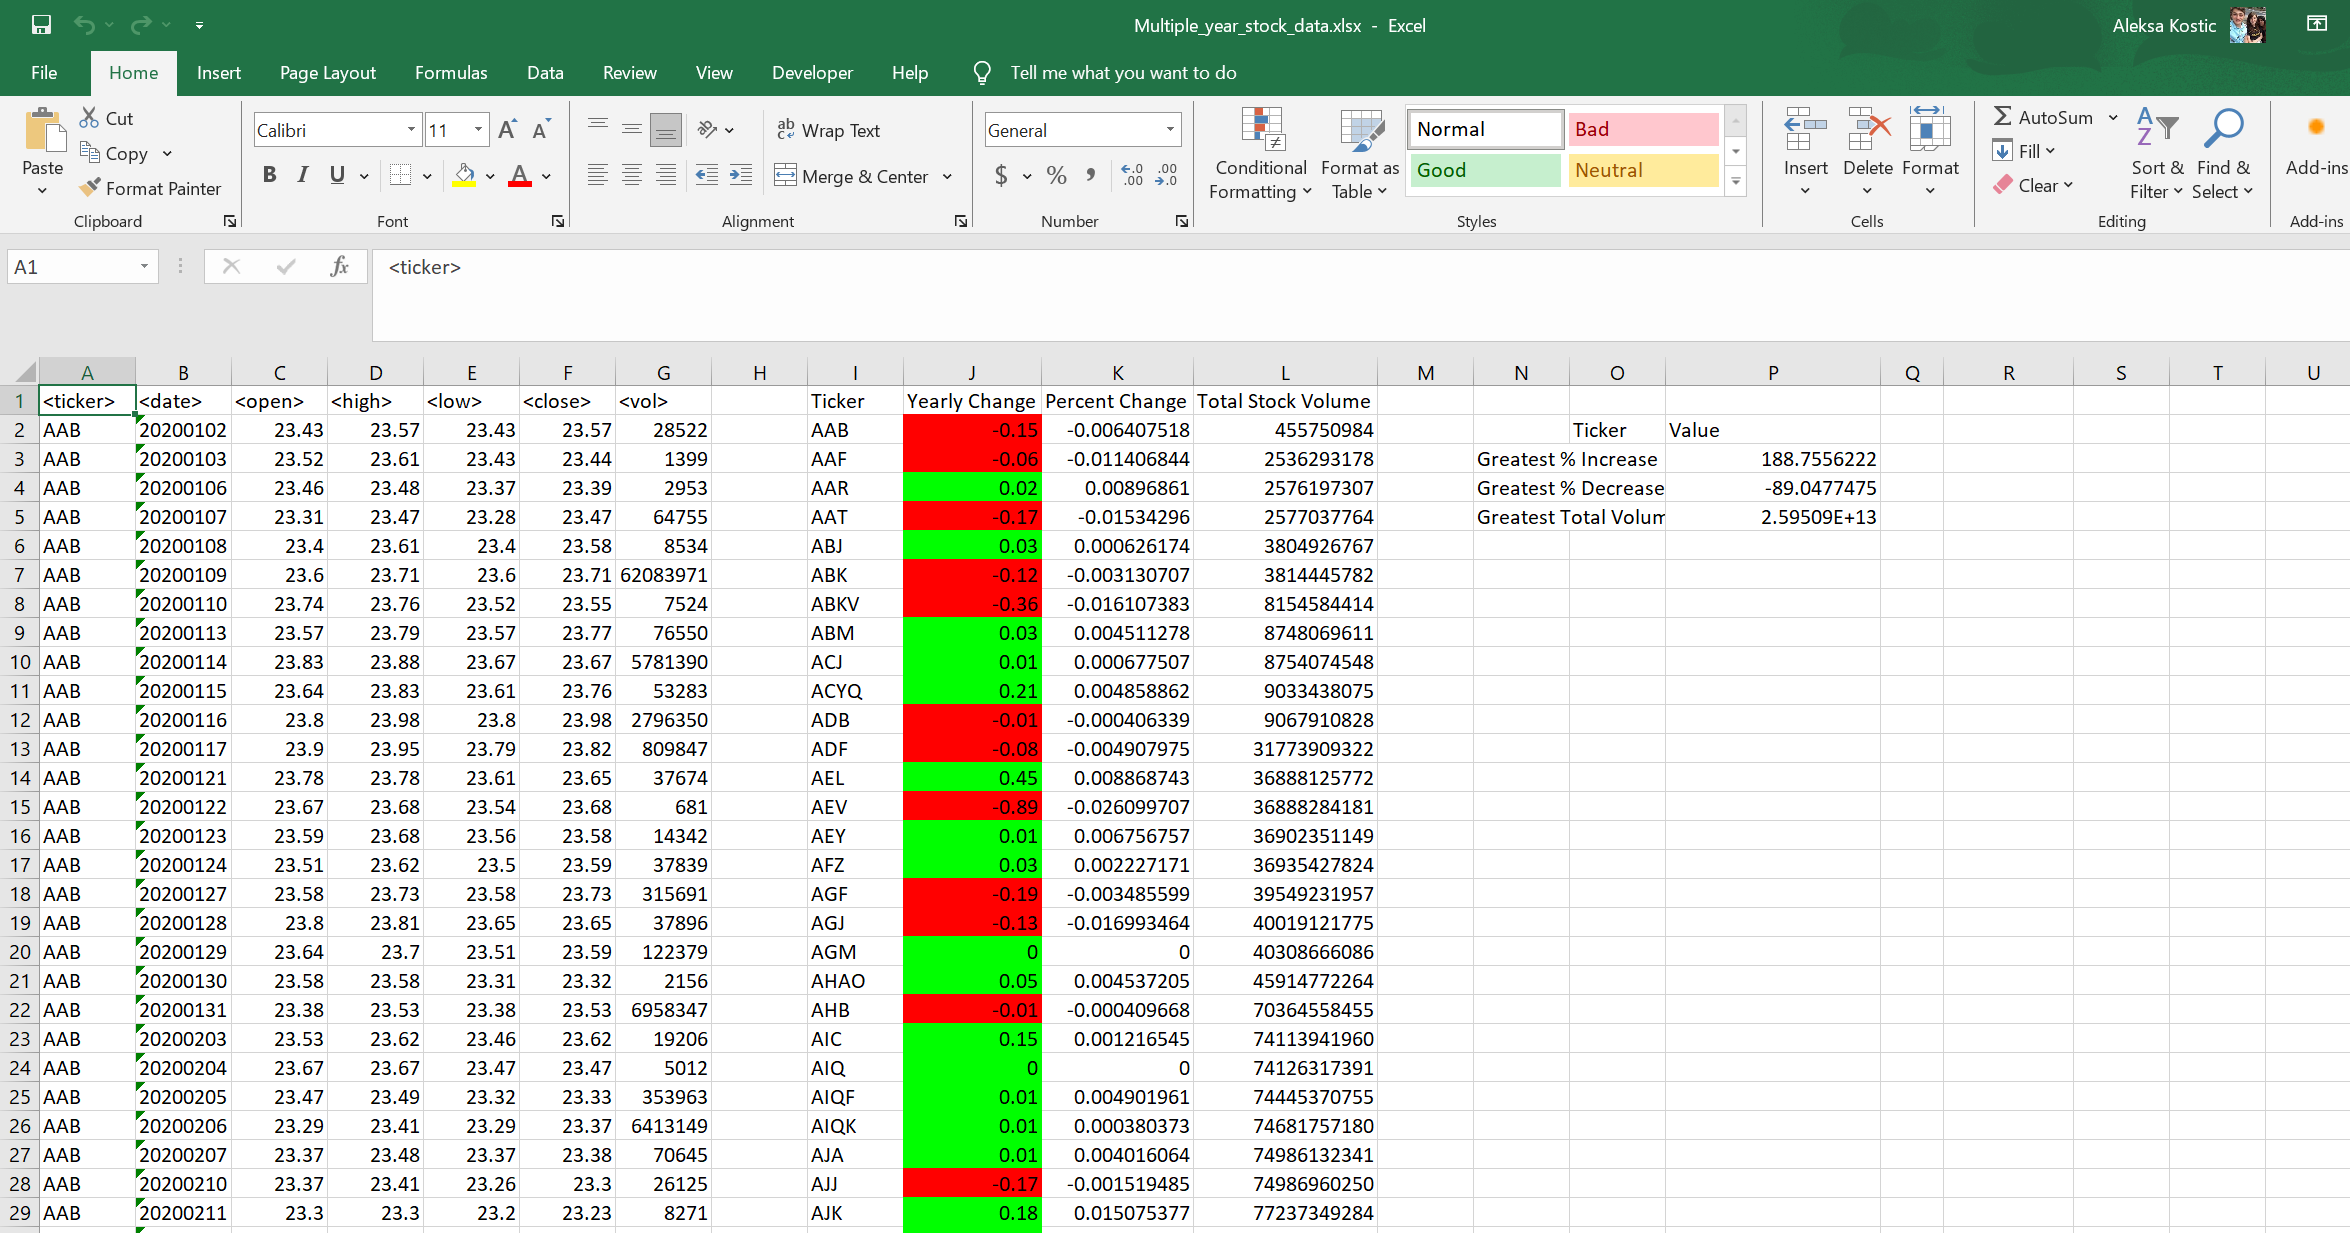 Multiple_year_stock_data.xlsx - Excel
Aleksa Kostic
File Home Insert Page Layout Formulas Data Review View Developer Help Tell me what you want to do
Paste
Cut
Copy
Format Painter
Clipboard
Calibri 11
B I U
Font
Wrap Text
Merge & Center
Alignment
General
$ % ,
Number
Conditional Formatting
Format as Table
Normal Bad
Good Neutral
Styles
Insert Delete Format
Cells
AutoSum
Fill
Clear
Sort & Filter
Find & Select
Editing
Add-ins
Add-ins
A1 fx <ticker>
A B C D E F G H I J K L M N O P Q R S T U
1 <ticker> <date> <open> <high> <low> <close> <vol> Ticker Yearly Change Percent Change Total Stock Volume
2 AAB 20200102 23.43 23.57 23.43 23.57 28522 AAB -0.15 -0.006407518 455750984 Ticker Value
3 AAB 20200103 23.52 23.61 23.43 23.44 1399 AAF -0.06 -0.011406844 2536293178 Greatest % Increase 188.7556222
4 AAB 20200106 23.46 23.48 23.37 23.39 2953 AAR 0.02 0.00896861 2576197307 Greatest % Decrease -89.0477475
5 AAB 20200107 23.31 23.47 23.28 23.47 64755 AAT -0.17 -0.01534296 2577037764 Greatest Total Volum 2.59509E+13
6 AAB 20200108 23.4 23.61 23.4 23.58 8534 ABJ 0.03 0.000626174 3804926767
7 AAB 20200109 23.6 23.71 23.6 23.71 62083971 ABK -0.12 -0.003130707 3814445782
8 AAB 20200110 23.74 23.76 23.52 23.55 7524 ABKV -0.36 -0.016107383 8154584414
9 AAB 20200113 23.57 23.79 23.57 23.77 76550 ABM 0.03 0.004511278 8748069611
10 AAB 20200114 23.83 23.88 23.67 23.67 5781390 ACJ 0.01 0.000677507 8754074548
11 AAB 20200115 23.64 23.83 23.61 23.76 53283 ACYQ 0.21 0.004858862 9033438075
12 AAB 20200116 23.8 23.98 23.8 23.98 2796350 ADB -0.01 -0.000406339 9067910828
13 AAB 20200117 23.9 23.95 23.79 23.82 809847 ADF -0.08 -0.004907975 31773909322
14 AAB 20200121 23.78 23.78 23.61 23.65 37674 AEL 0.45 0.008868743 36888125772
15 AAB 20200122 23.67 23.68 23.54 23.68 681 AEV -0.89 -0.026099707 36888284181
16 AAB 20200123 23.59 23.68 23.56 23.58 14342 AEY 0.01 0.006756757 36902351149
17 AAB 20200124 23.51 23.62 23.5 23.59 37839 AFZ 0.03 0.002227171 36935427824
18 AAB 20200127 23.58 23.73 23.58 23.73 315691 AGF -0.19 -0.003485599 39549231957
19 AAB 20200128 23.8 23.81 23.65 23.65 37896 AGJ -0.13 -0.016993464 40019121775
20 AAB 20200129 23.64 23.7 23.51 23.59 122379 AGM 0 0 40308666086
21 AAB 20200130 23.58 23.58 23.31 23.32 2156 AHAO 0.05 0.004537205 45914772264
22 AAB 20200131 23.38 23.53 23.38 23.53 6958347 AHB -0.01 -0.000409668 70364558455
23 AAB 20200203 23.53 23.62 23.46 23.62 19206 AIC 0.15 0.001216545 74113941960
24 AAB 20200204 23.67 23.67 23.47 23.47 5012 AIQ 0 0 74126317391
25 AAB 20200205 23.47 23.49 23.32 23.33 353963 AIQF 0.01 0.004901961 74445370755
26 AAB 20200206 23.29 23.41 23.29 23.37 6413149 AIQK 0.01 0.000380373 74681757180
27 AAB 20200207 23.37 23.48 23.37 23.38 70645 AJA 0.01 0.004016064 74986132341
28 AAB 20200210 23.37 23.41 23.26 23.3 26125 AJJ -0.17 -0.001519485 74986960250
29 AAB 20200211 23.3 23.3 23.2 23.23 8271 AJK 0.18 0.015075377 77237349284